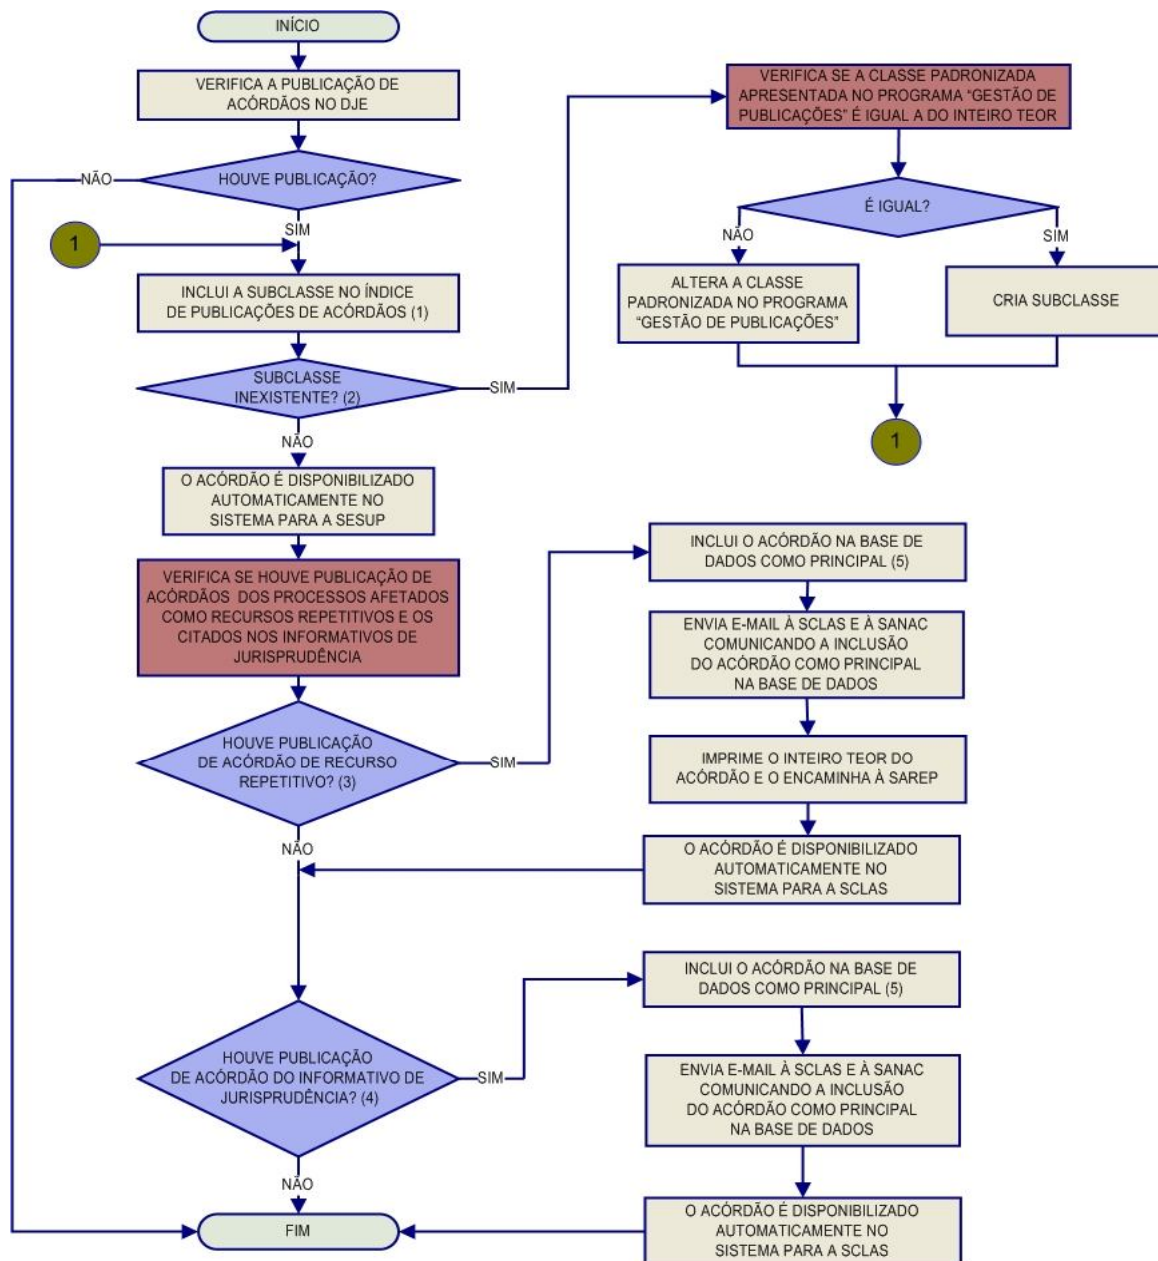 INÍCIO
VERIFICA A PUBLICAÇÃO DE
ACÓRDÃOS NO DJE
HOUVE PUBLICAÇÃO?
NÃO
SIM
1
INCLUI A SUBCLASSE NO ÍNDICE
DE PUBLICAÇÕES DE ACÓRDÃOS (1)
SUBCLASSE
INEXISTENTE? (2)
SIM
NÃO
VERIFICA SE A CLASSE PADRONIZADA
APRESENTADA NO PROGRAMA “GESTÃO DE
PUBLICAÇÕES” É IGUAL A DO INTEIRO TEOR
É IGUAL?
NÃO
SIM
ALTERA A CLASSE
PADRONIZADA NO PROGRAMA
“GESTÃO DE PUBLICAÇÕES”
CRIA SUBCLASSE
1
O ACÓRDÃO É DISPONIBILIZADO
AUTOMATICAMENTE NO
SISTEMA PARA A SESUP
VERIFICA SE HOUVE PUBLICAÇÃO DE
ACÓRDÃOS DOS PROCESSOS AFETADOS
COMO RECURSOS REPETITIVOS E OS
CITADOS NOS INFORMATIVOS DE
JURISPRUDÊNCIA
HOUVE PUBLICAÇÃO
DE ACÓRDÃO DE RECURSO
REPETITIVO? (3)
SIM
NÃO
INCLUI O ACÓRDÃO NA BASE DE
DADOS COMO PRINCIPAL (5)
ENVIA E-MAIL À SCLAS E À SANAC
COMUNICANDO A INCLUSÃO
DO ACÓRDÃO COMO PRINCIPAL
NA BASE DE DADOS
IMPRIME O INTEIRO TEOR DO
ACÓRDÃO E O ENCAMINHA À SAREP
O ACÓRDÃO É DISPONIBILIZADO
AUTOMATICAMENTE NO
SISTEMA PARA A SCLAS
HOUVE PUBLICAÇÃO
DE ACÓRDÃO DO INFORMATIVO DE
JURISPRUDÊNCIA? (4)
SIM
NÃO
INCLUI O ACÓRDÃO NA BASE DE
DADOS COMO PRINCIPAL (5)
ENVIA E-MAIL À SCLAS E À SANAC
COMUNICANDO A INCLUSÃO
DO ACÓRDÃO COMO PRINCIPAL
NA BASE DE DADOS
O ACÓRDÃO É DISPONIBILIZADO
AUTOMATICAMENTE NO
SISTEMA PARA A SCLAS
FIM